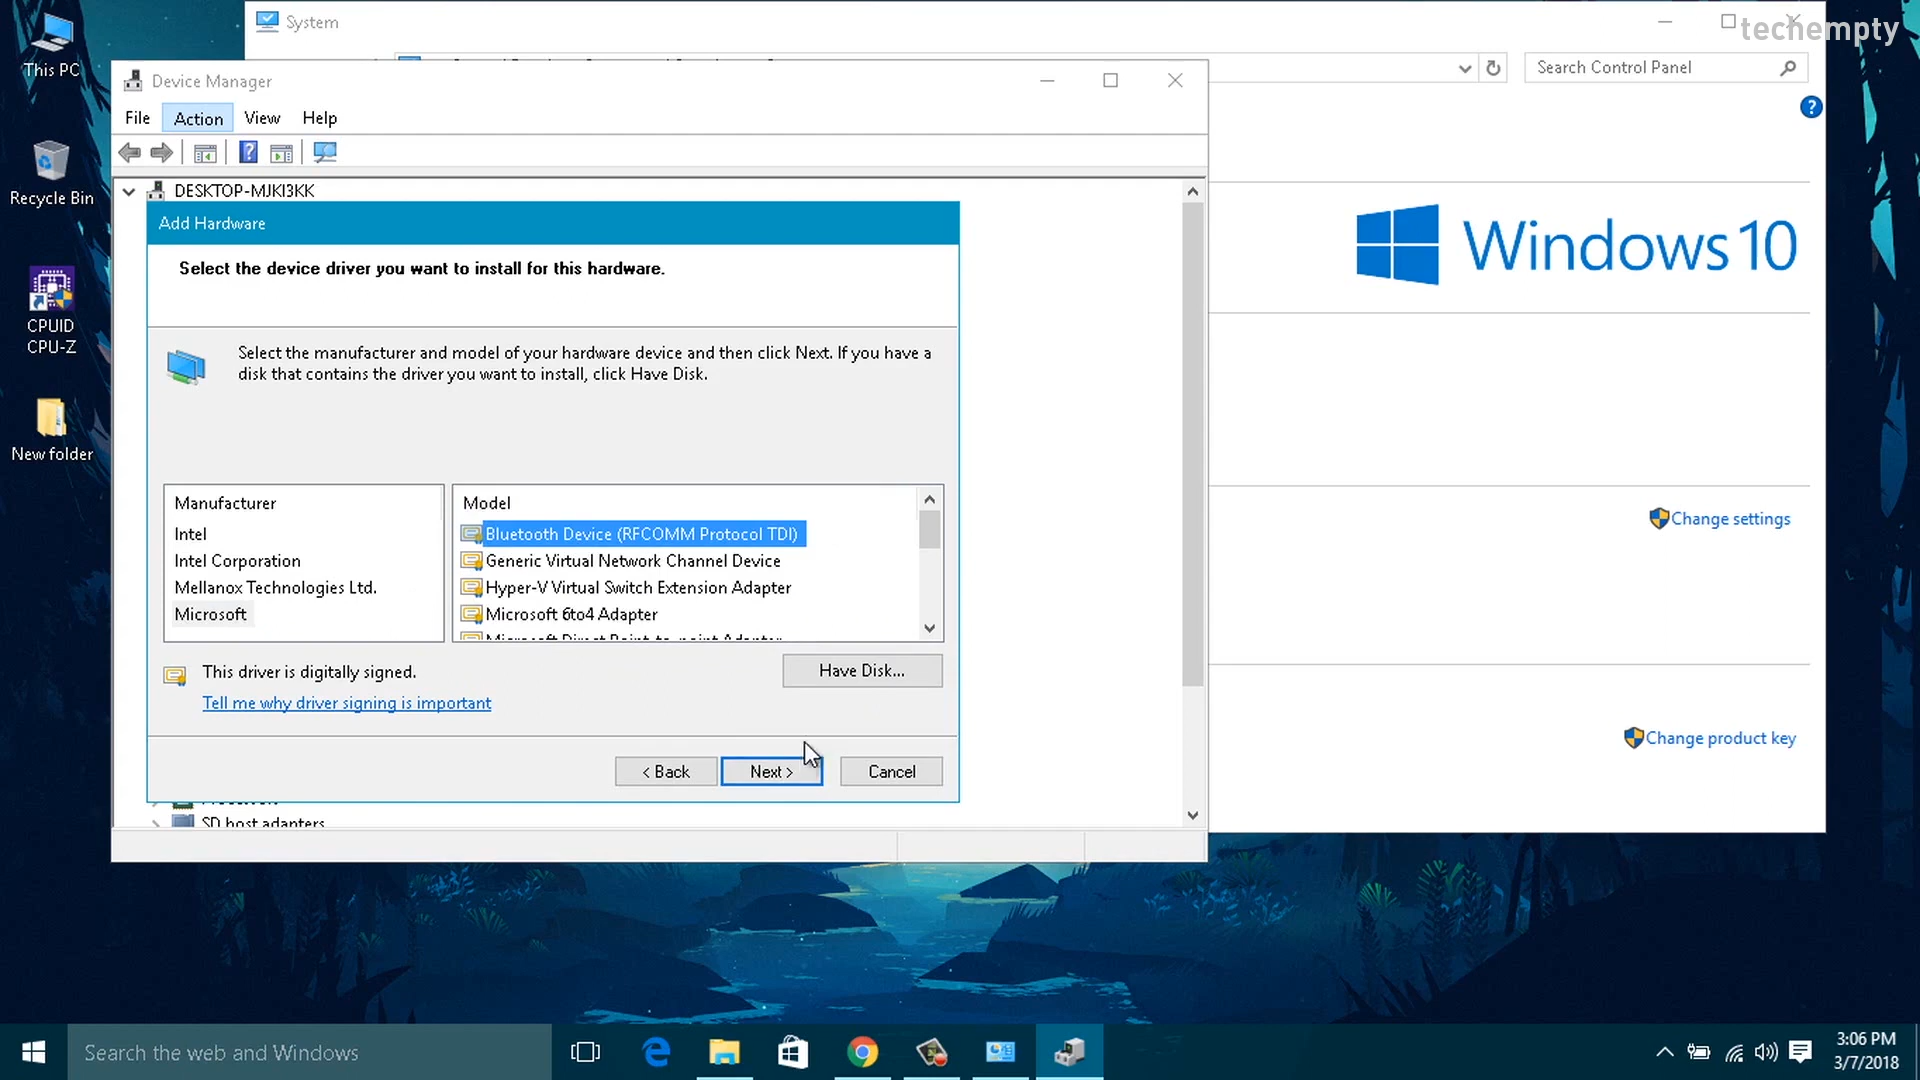 This PC
Recycle Bin
CPUID
CPU-Z
New folder
System
techempty
Search Control Panel
Device Manager
File
Action
View
Help
DESKTOP-MJKI3KK
Add Hardware
Select the device driver you want to install for this hardware.
Select the manufacturer and model of your hardware device and then click Next. If you have a
disk that contains the driver you want to install, click Have Disk.
Manufacturer
Intel
Intel Corporation
Mellanox Technologies Ltd.
Microsoft
Model
Bluetooth Device (RFCOMM Protocol TDI)
Generic Virtual Network Channel Device
Hyper-V Virtual Switch Extension Adapter
Microsoft 6to4 Adapter
Microsoft Direct Point-to-point Adapter
This driver is digitally signed.
Have Disk...
Tell me why driver signing is important
< Back
Next >
Cancel
SD host adapters
Windows 10
Change settings
Change product key
Search the web and Windows
3:06 PM
3/7/2018